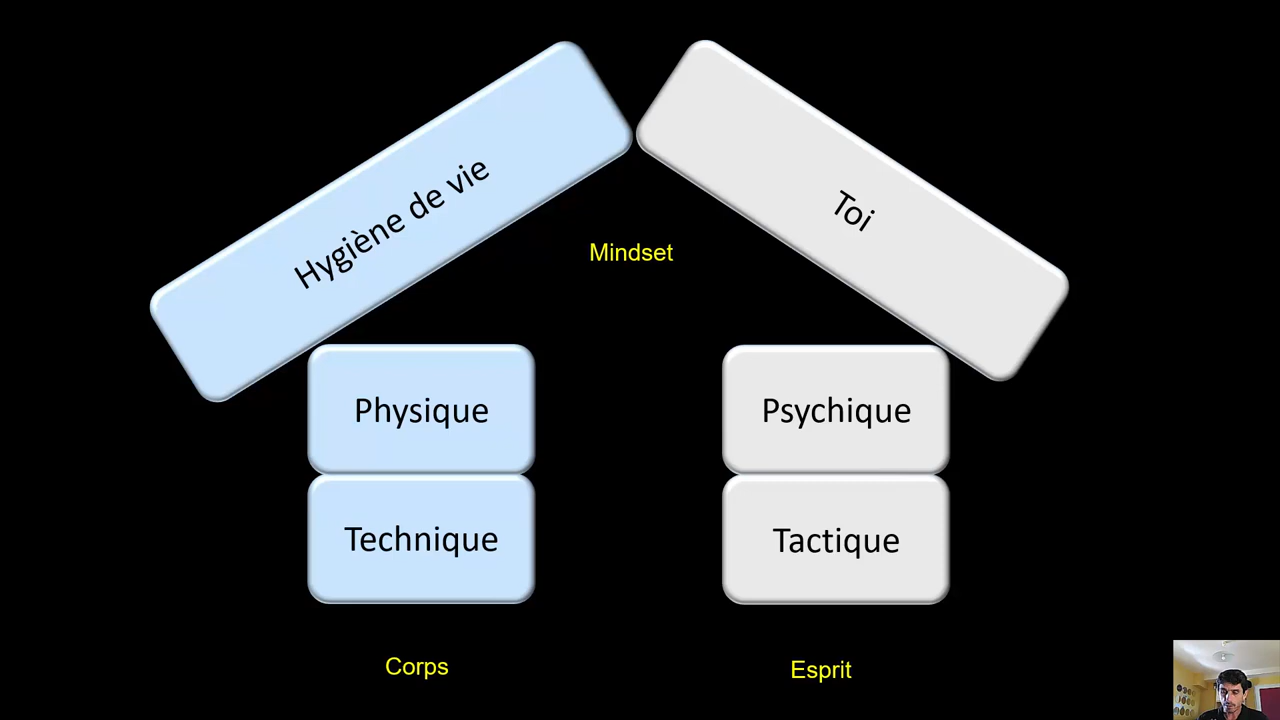 Hygiène de vie
Toi
Mindset
Physique
Psychique
Technique
Tactique
Corps
Esprit